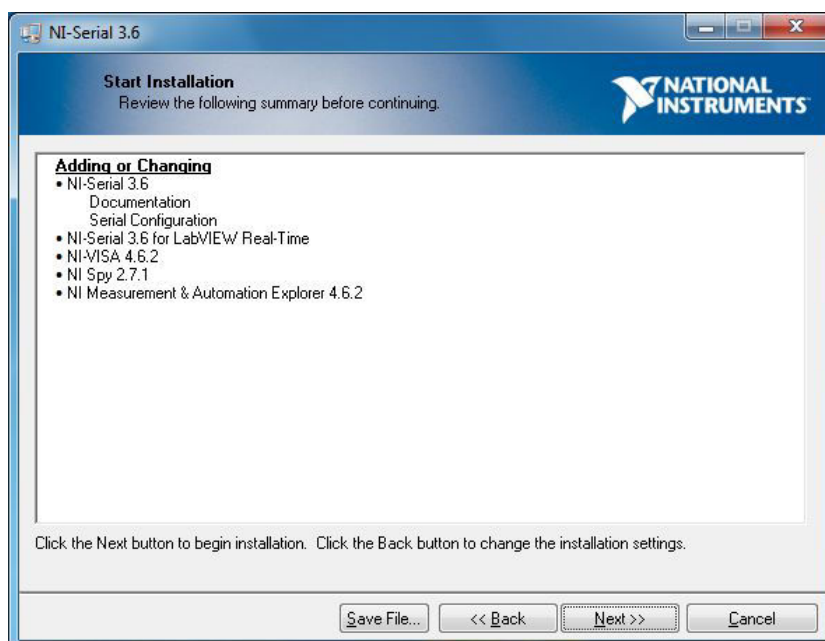 NI-Serial 3.6
Start Installation
Review the following summary before continuing.
NATIONAL
INSTRUMENTS
Adding or Changing
• NI-Serial 3.6
Documentation
Serial Configuration
• NI-Serial 3.6 for LabVIEW Real-Time
• NI-VISA 4.6.2
• NI Spy 2.7.1
• NI Measurement & Automation Explorer 4.6.2
Click the Next button to begin installation.  Click the Back button to change the installation settings.
Save File...
<< Back
Next >>
Cancel